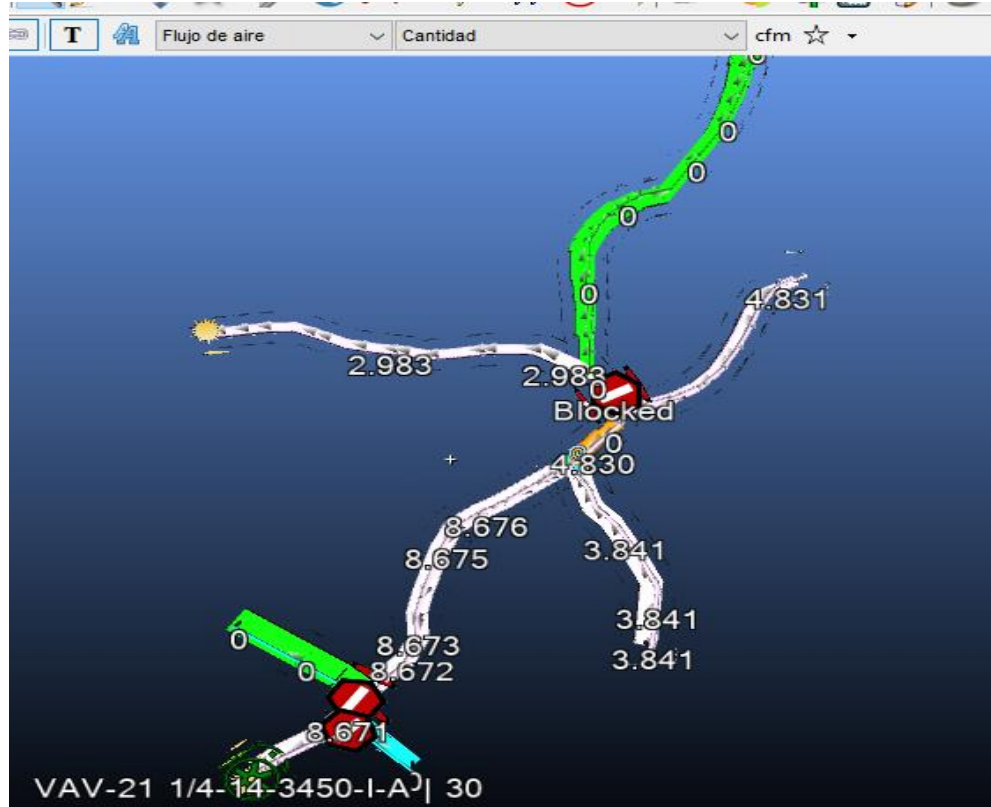 T Flujo de aire Cantidad cfm
0
0
0
0
0
4.831
2.983 2.983
0
Blocked
0
4.830
8.676
8.675 3.841
0 8.673 3.841
0 8.672 3.841
8.671
VAV-21 1/4-14-3450-I-A | 30